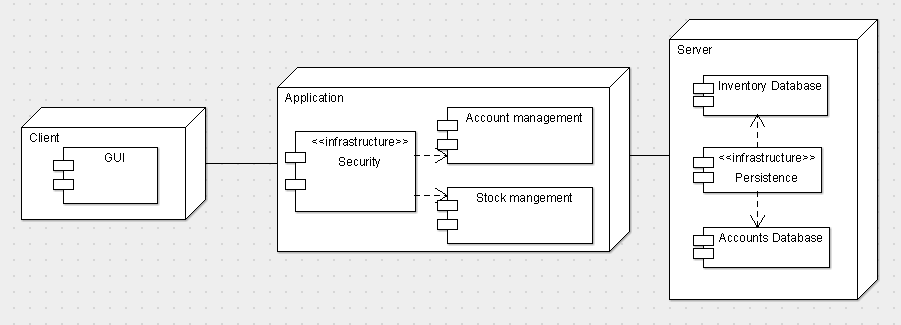 Client
GUI
Application
<<infrastructure>>
Security
Account management
Stock mangement
Server
Inventory Database
<<infrastructure>>
Persistence
Accounts Database